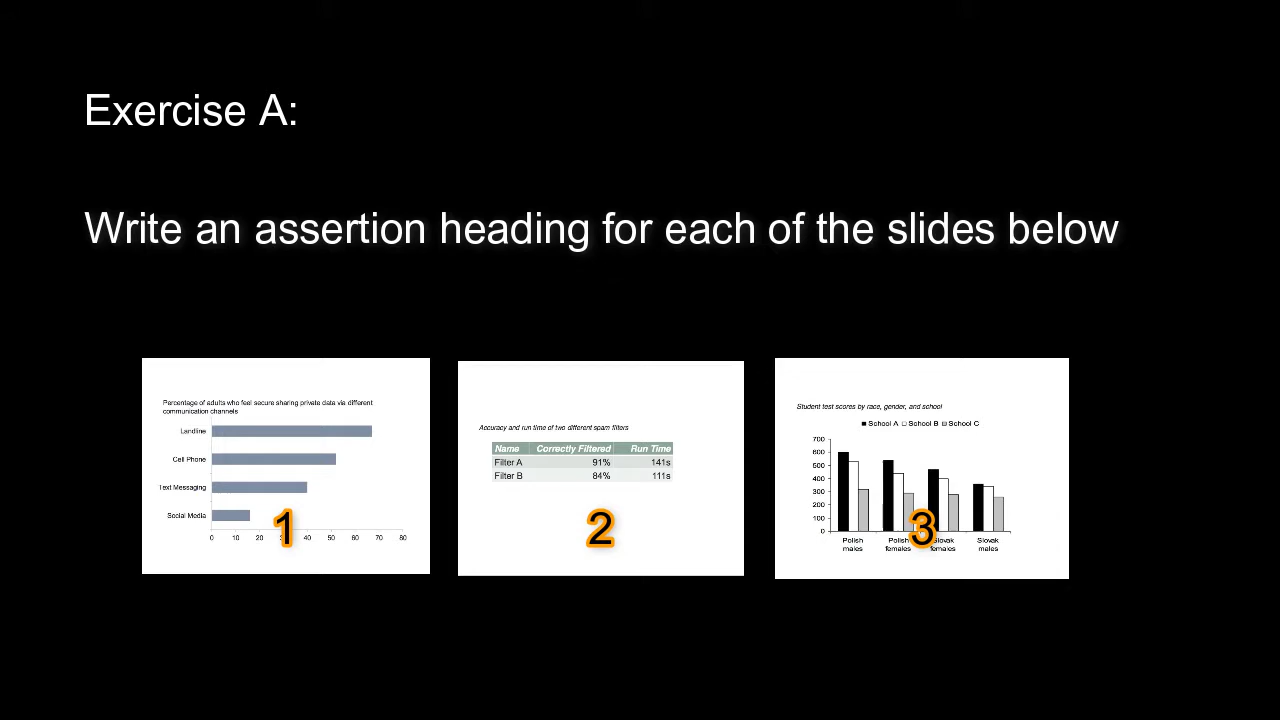 Exercise A:
Write an assertion heading for each of the slides below
Percentage of adults who feel secure sharing private data via different
communication channels
Landline
Cell Phone
Text Messaging
Social Media
0 10 20 40 50 60 70 80
1
Accuracy and run time of two different spam filters
Name Correctly Filtered Run Time
Filter A 91% 141s
Filter B 84% 111s
2
Student test scores by race, gender, and school
School A School B School C
700
600
500
400
300
200
100
0
Polish males
Polish females
Slovak females
Slovak males
3